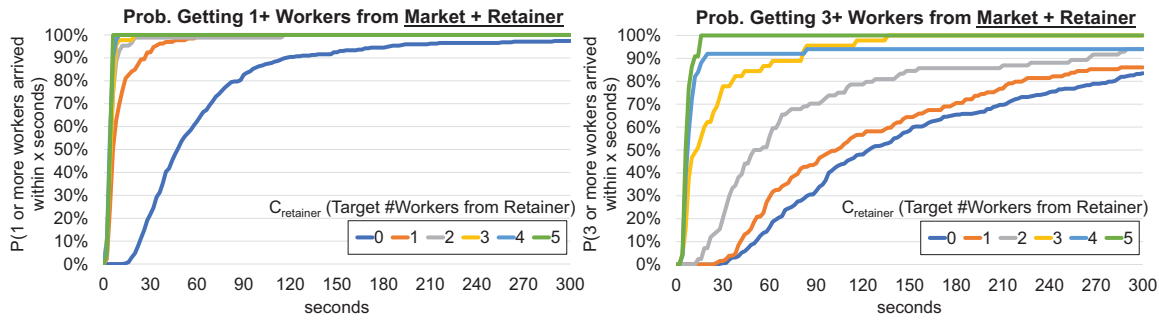 Prob. Getting 1+ Workers from Market + Retainer
P(1 or more workers arrived
within x seconds)
100%
90%
80%
70%
60%
50%
40%
30%
20%
10%
0%
C_retainer (Target #Workers from Retainer)
0 1 2 3 4 5
0 30 60 90 120 150 180 210 240 270 300
seconds
Prob. Getting 3+ Workers from Market + Retainer
P(3 or more workers arrived
within x seconds)
100%
90%
80%
70%
60%
50%
40%
30%
20%
10%
0%
C_retainer (Target #Workers from Retainer)
0 1 2 3 4 5
0 30 60 90 120 150 180 210 240 270 300
seconds